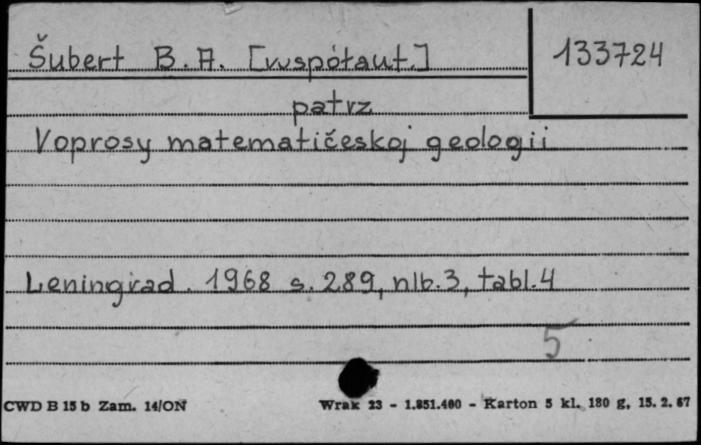 Šubert B.A. [współaut.]
133724
patrz
Voprosy matematičeskoj geologii
Leningrad. 1968 s. 289, nlb. 3, tabl. 4
5
CWD B 15 b Zam. 14/ON
Wrak 23 - 1.851.460 - Karton 5 kl. 180 g, 15. 2. 67